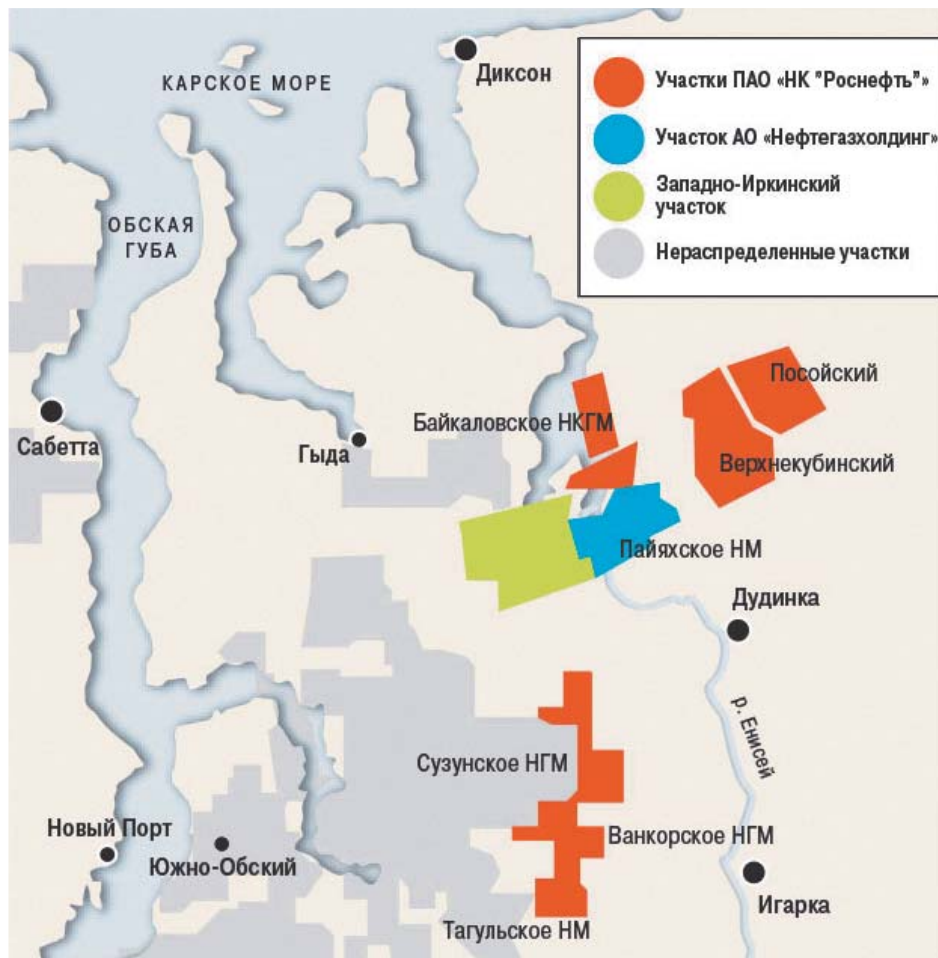 КАРСКОЕ МОРЕ
Диксон
Участки ПАО «НК "Роснефть"»
Участок АО «Нефтегазхолдинг»
Западно-Иркинский
участок
Нераспределенные участки
ОБСКАЯ
ГУБА
Сабетта
Гыда
Байкаловское НКГМ
Посойский
Верхнекубинский
Пайяхское НМ
Дудинка
р. Енисей
Сузунское НГМ
Новый Порт
Южно-Обский
Ванкорское НГМ
Игарка
Тагульское НМ